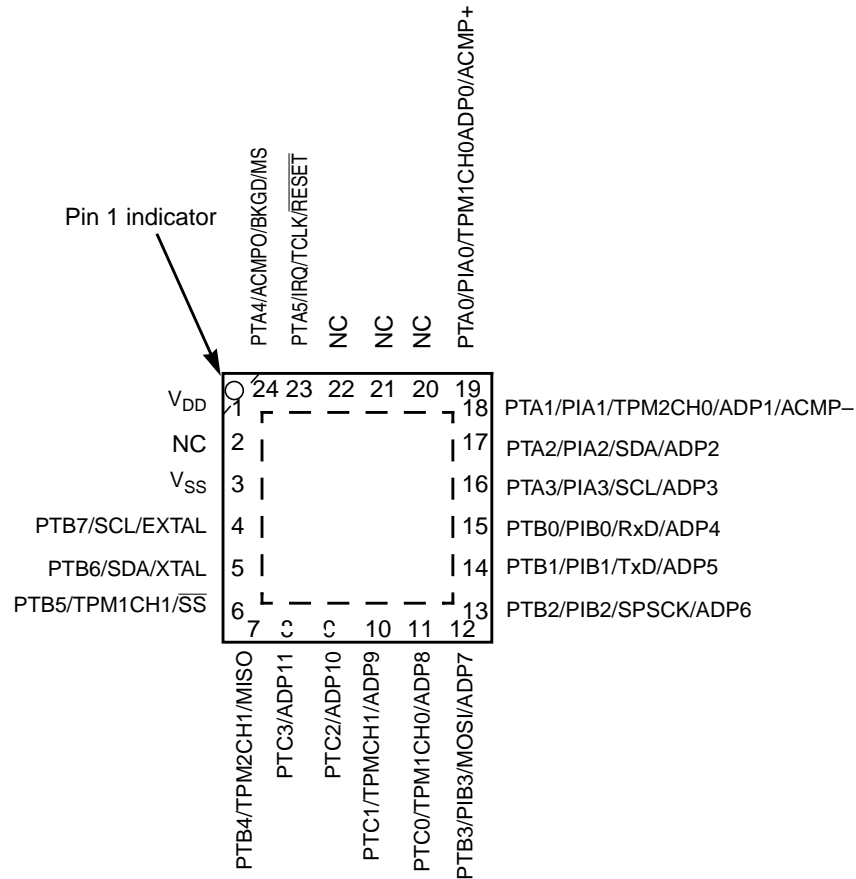 PTA4/ACMPO/BKGD/MS
PTA5/IRQ/TCLK/RESET
NC
NC
NC
PTA0/PIA0/TPM1CH0ADP0/ACMP+
Pin 1 indicator
24 23 22 21 20 19
VDD 1
18 PTA1/PIA1/TPM2CH0/ADP1/ACMP–
NC 2
17 PTA2/PIA2/SDA/ADP2
VSS 3
16 PTA3/PIA3/SCL/ADP3
PTB7/SCL/EXTAL 4
15 PTB0/PIB0/RxD/ADP4
PTB6/SDA/XTAL 5
14 PTB1/PIB1/TxD/ADP5
PTB5/TPM1CH1/SS 6
13 PTB2/PIB2/SPSCK/ADP6
7 10 11 12
PTB4/TPM2CH1/MISO
PTC3/ADP11
PTC2/ADP10
PTC1/TPMCH1/ADP9
PTC0/TPM1CH0/ADP8
PTB3/PIB3/MOSI/ADP7